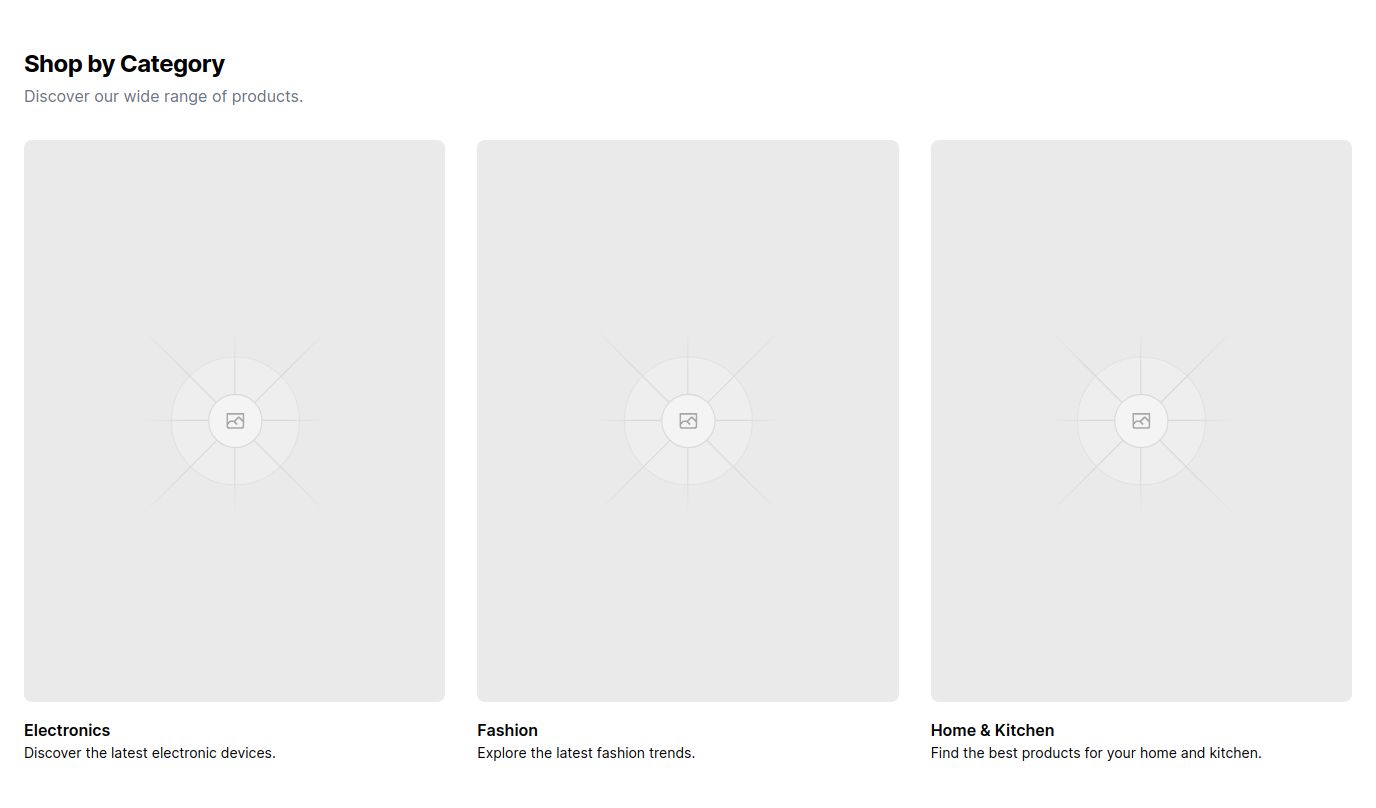 Shop by Category
Discover our wide range of products.
Electronics
Discover the latest electronic devices.
Fashion
Explore the latest fashion trends.
Home & Kitchen
Find the best products for your home and kitchen.